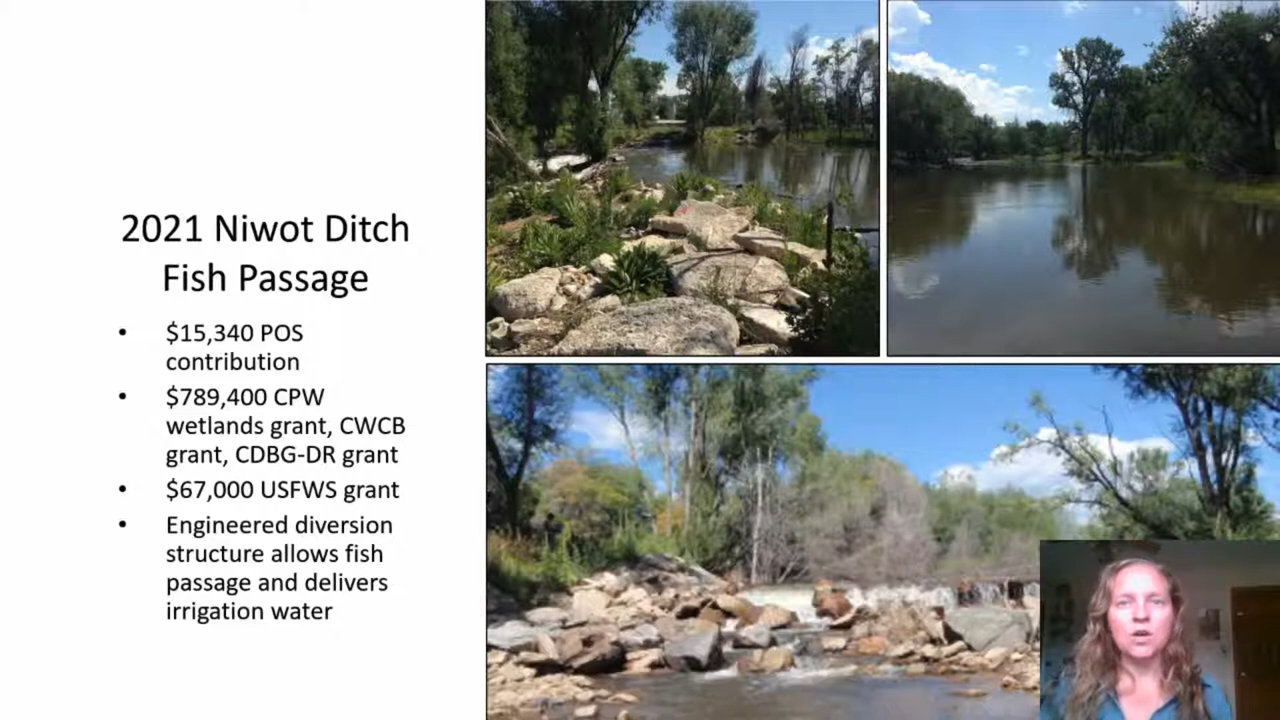 2021 Niwot Ditch
Fish Passage
• $15,340 POS
contribution
• $789,400 CPW
wetlands grant, CWCB
grant, CDBG-DR grant
• $67,000 USFWS grant
• Engineered diversion
structure allows fish
passage and delivers
irrigation water